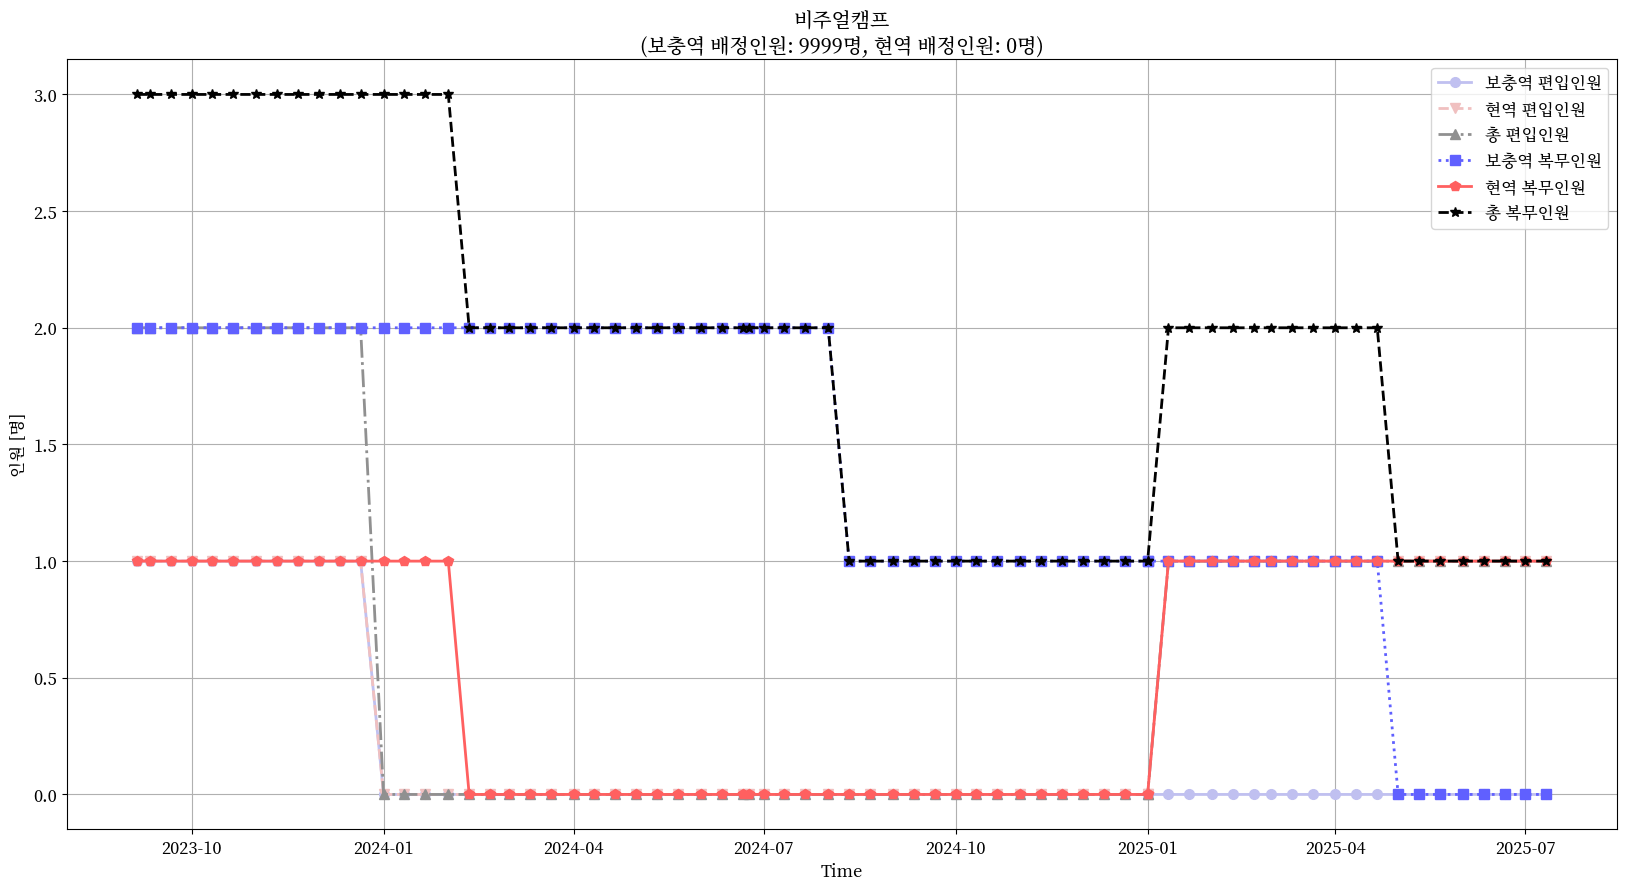 비주얼캠프
(보충역 배정인원: 9999명, 현역 배정인원: 0명)
보충역 편입인원
현역 편입인원
총 편입인원
보충역 복무인원
현역 복무인원
총 복무인원
인원 [명]
3.0
2.5
2.0
1.5
1.0
0.5
0.0
2023-10 2024-01 2024-04 2024-07 2024-10 2025-01 2025-04 2025-07
Time